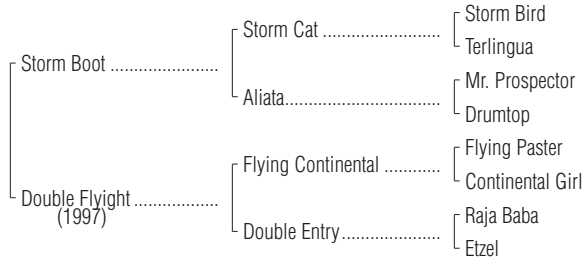 Storm Bird
Storm Cat ..............................
Terlingua
Storm Boot ...........................
Mr. Prospector
Aliata........................................
Drumtop
Flying Paster
Flying Continental ..............
Continental Girl
Double Flyight .....................
(1997)
Raja Baba
Double Entry.........................
Etzel